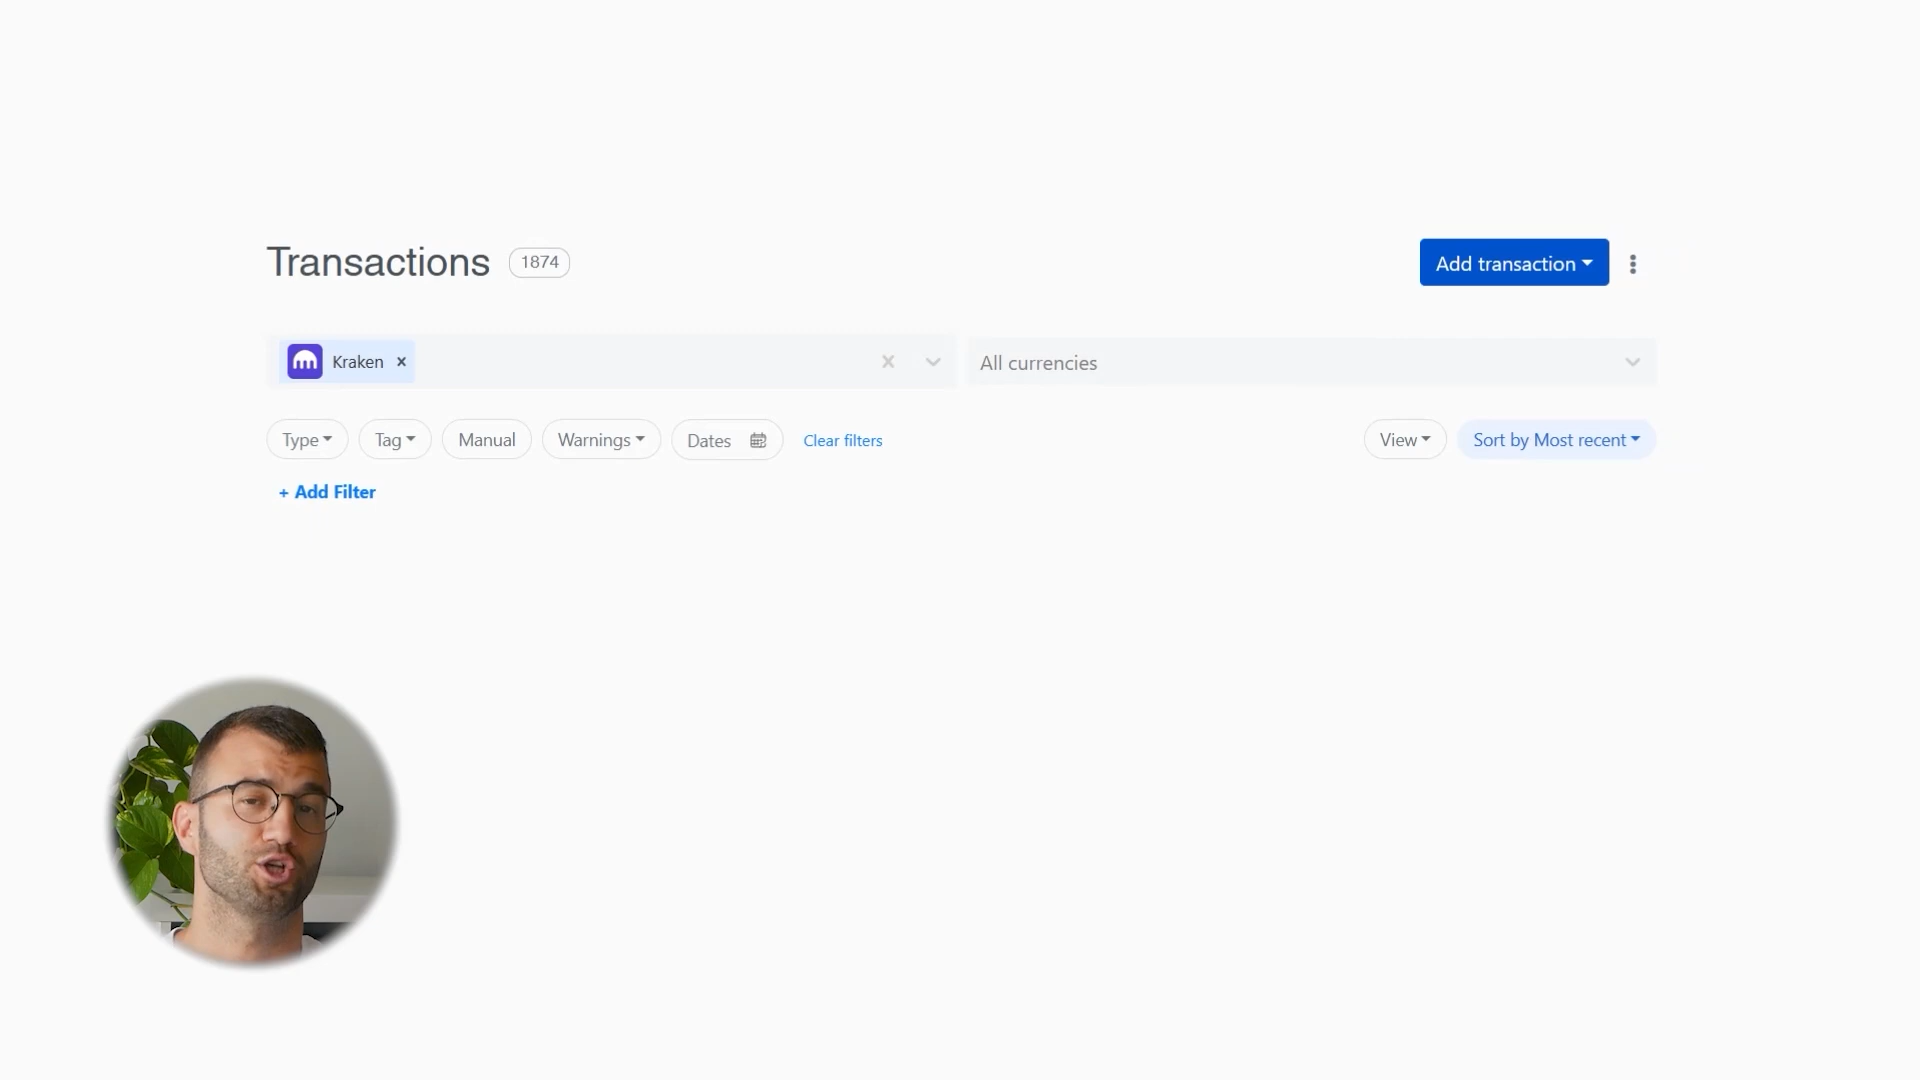 Transactions 1874
Add transaction
Kraken ×
All currencies
Type Tag Manual Warnings Dates Clear filters
View Sort by Most recent
+ Add Filter